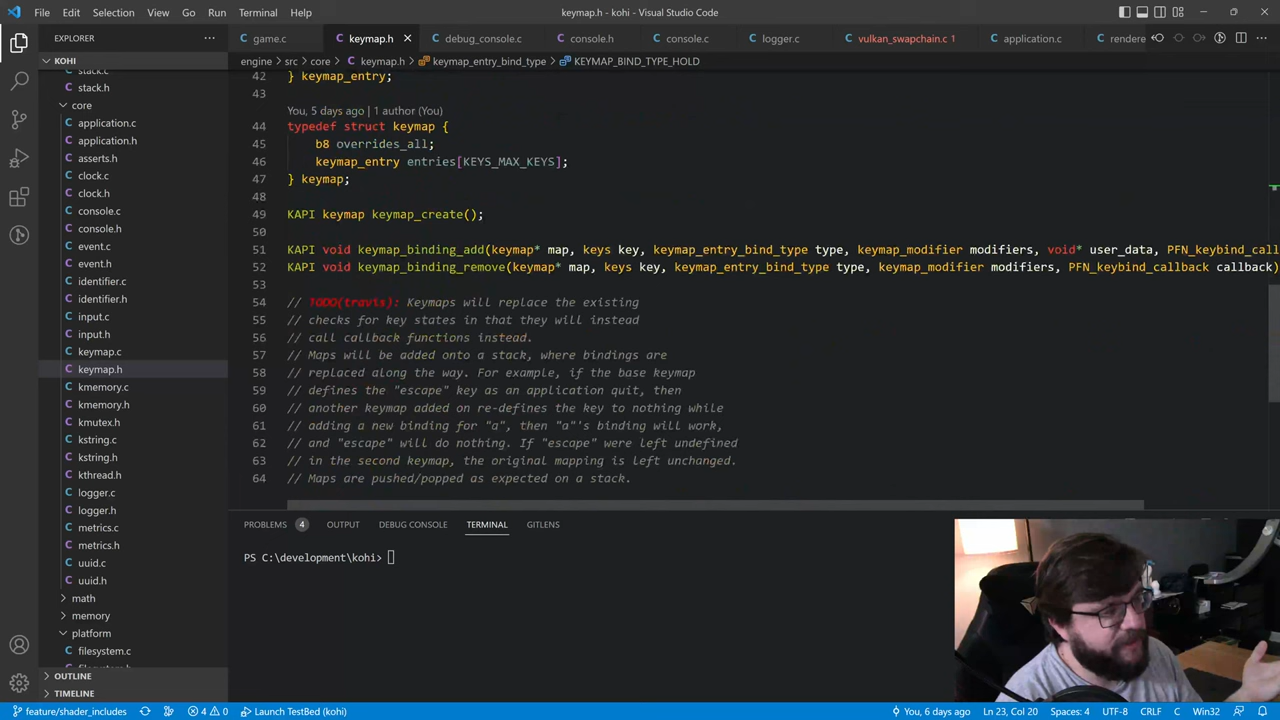 File Edit Selection View Go Run Terminal Help
keymap.h - kohi - Visual Studio Code
EXPLORER
KOHI
stack.c
stack.h
core
application.c
application.h
asserts.h
clock.c
clock.h
console.c
console.h
event.c
event.h
identifier.c
identifier.h
input.c
input.h
keymap.c
keymap.h
kmemory.c
kmemory.h
kmutex.h
kstring.c
kstring.h
kthread.h
logger.c
logger.h
metrics.c
metrics.h
uuid.c
uuid.h
math
memory
platform
filesystem.c
OUTLINE
TIMELINE
game.c keymap.h debug_console.c console.h console.c logger.c vulkan_swapchain.c 1 application.c rendere
engine > src > core > keymap.h > keymap_entry_bind_type > KEYMAP_BIND_TYPE_HOLD
42 } keymap_entry;
43
You, 5 days ago | 1 author (You)
44 typedef struct keymap {
45 b8 overrides_all;
46 keymap_entry entries[KEYS_MAX_KEYS];
47 } keymap;
48
49 KAPI keymap keymap_create();
50
51 KAPI void keymap_binding_add(keymap* map, keys key, keymap_entry_bind_type type, keymap_modifier modifiers, void* user_data, PFN_keybind_call
52 KAPI void keymap_binding_remove(keymap* map, keys key, keymap_entry_bind_type type, keymap_modifier modifiers, PFN_keybind_callback callback)
53
54 // TODO(travis): Keymaps will replace the existing
55 // checks for key states in that they will instead
56 // call callback functions instead.
57 // Maps will be added onto a stack, where bindings are
58 // replaced along the way. For example, if the base keymap
59 // defines the "escape" key as an application quit, then
60 // another keymap added on re-defines the key to nothing while
61 // adding a new binding for "a", then "a"'s binding will work,
62 // and "escape" will do nothing. If "escape" were left undefined
63 // in the second keymap, the original mapping is left unchanged.
64 // Maps are pushed/popped as expected on a stack.
PROBLEMS 4 OUTPUT DEBUG CONSOLE TERMINAL GITLENS
PS C:\development\kohi>
feature/shader_includes 4 0 Launch TestBed (kohi) You, 6 days ago Ln 23, Col 20 Spaces: 4 UTF-8 CRLF C Win32